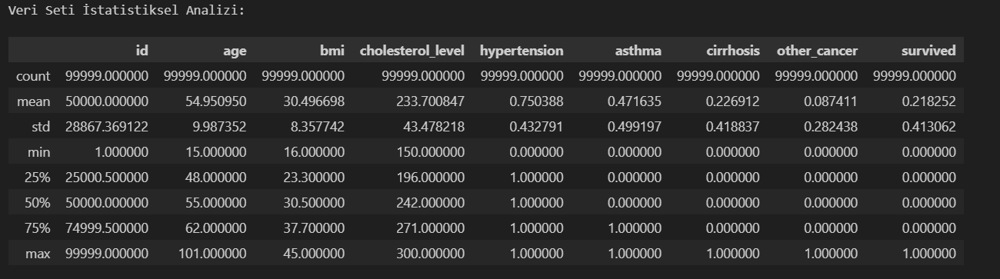 Veri Seti İstatistiksel Analizi:
id age bmi cholesterol_level hypertension asthma cirrhosis other_cancer survived
count 99999.000000 99999.000000 99999.000000 99999.000000 99999.000000 99999.000000 99999.000000 99999.000000 99999.000000
mean 50000.000000 54.950950 30.496698 233.700847 0.750388 0.471635 0.226912 0.087411 0.218252
std 28867.369122 9.987352 8.357742 43.478218 0.432791 0.499197 0.418837 0.282438 0.413062
min 1.000000 15.000000 16.000000 150.000000 0.000000 0.000000 0.000000 0.000000 0.000000
25% 25000.500000 48.000000 23.300000 196.000000 1.000000 0.000000 0.000000 0.000000 0.000000
50% 50000.000000 55.000000 30.500000 242.000000 1.000000 0.000000 0.000000 0.000000 0.000000
75% 74999.500000 62.000000 37.700000 271.000000 1.000000 1.000000 0.000000 0.000000 0.000000
max 99999.000000 101.000000 45.000000 300.000000 1.000000 1.000000 1.000000 1.000000 1.000000